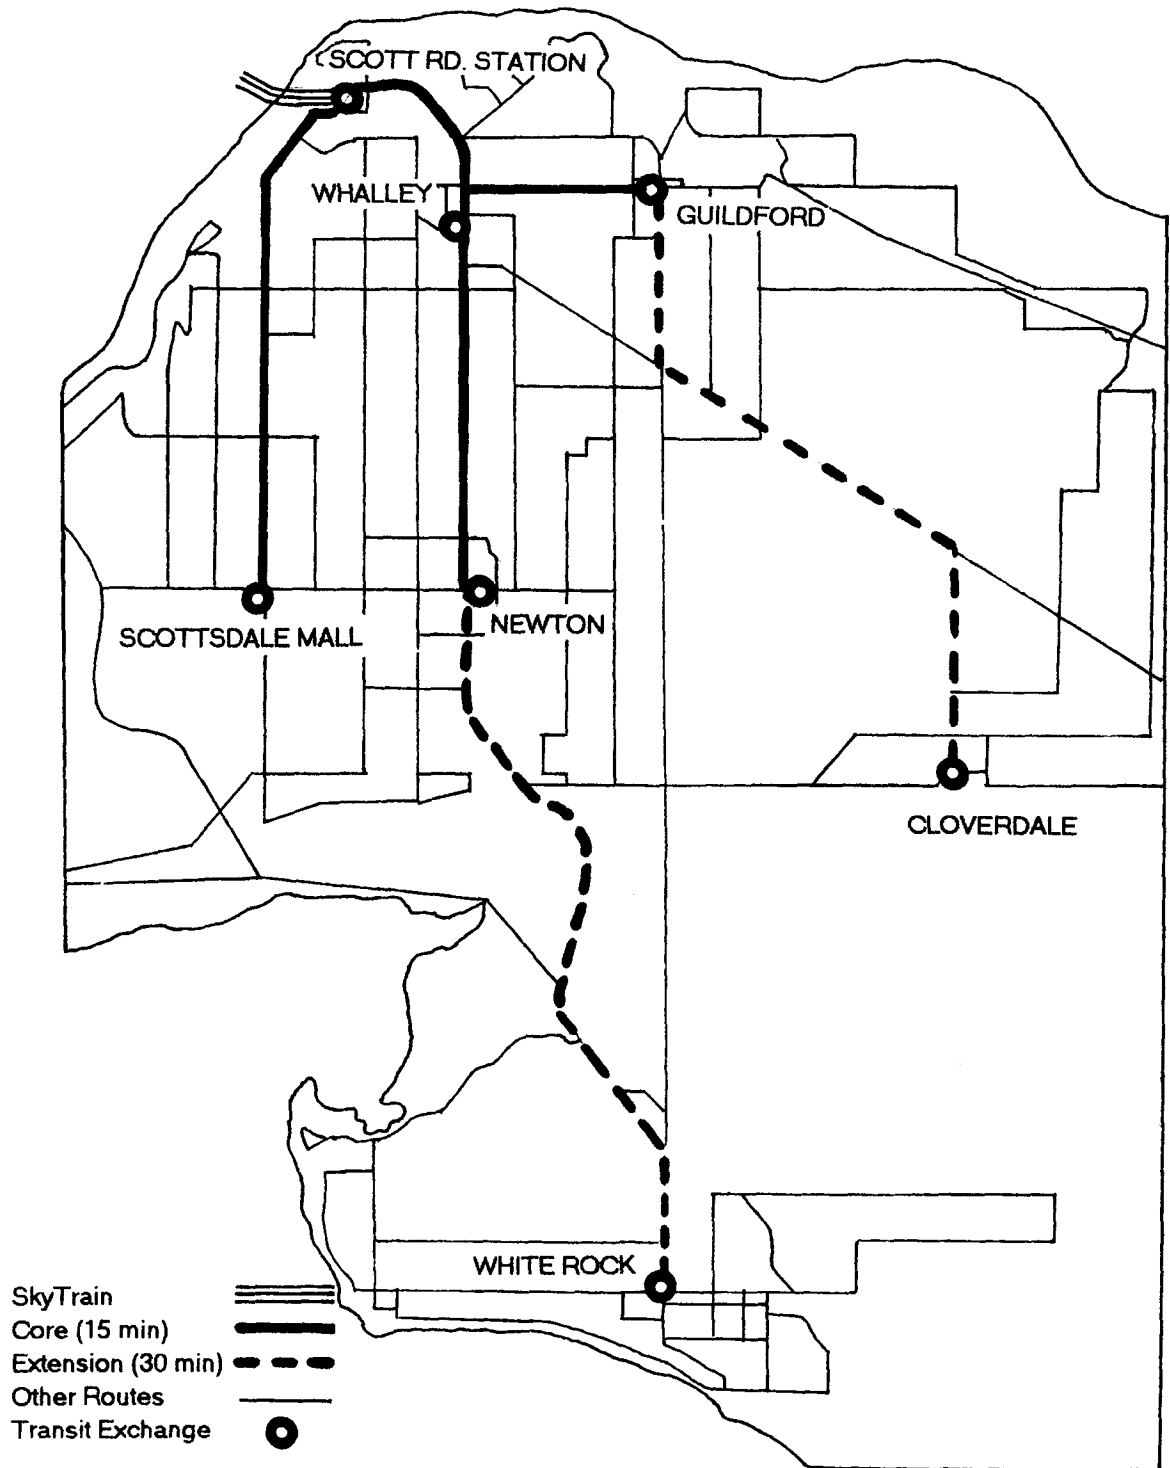 SCOTT RD. STATION
WHALLEY
GUILDFORD
NEWTON
SCOTTSDALE MALL
CLOVERDALE
WHITE ROCK
SkyTrain
Core (15 min)
Extension (30 min)
Other Routes
Transit Exchange